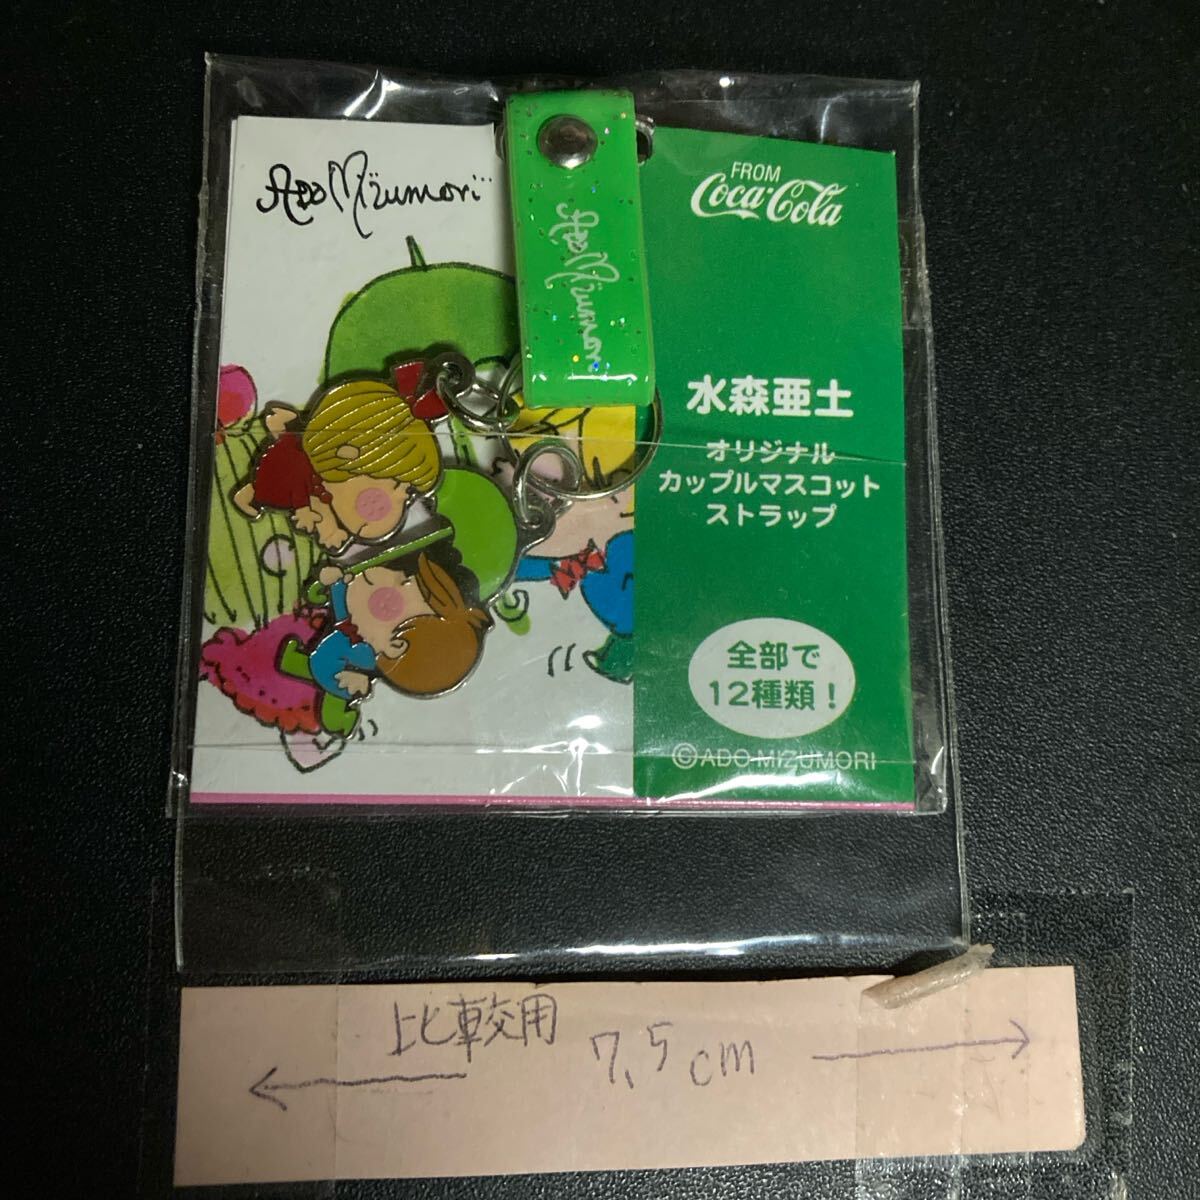 ADO Mizumori
ADO Mizumori
FROM
Coca-Cola
水森亜土
オリジナル
カップルマスコット
ストラップ
全部で
12種類！
©ADO MIZUMORI
比較用
7.5cm